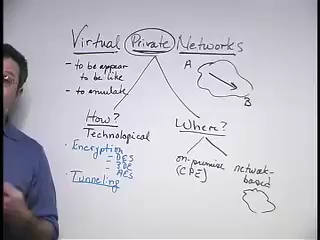 Virtual Private Networks
- to be appear
to be like
- to emulate
A
B
How?
Technological
• Encryption
- DES
- 3DES
AES
• Tunneling
Where?
on-premise
(CPE)
network-
based